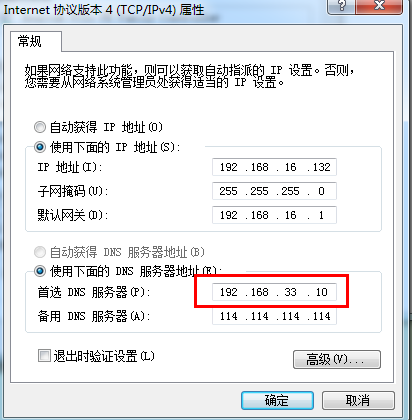 Internet 协议版本 4 (TCP/IPv4) 属性
常规
如果网络支持此功能，则可以获取自动指派的 IP 设置。否则，
您需要从网络系统管理员处获得适当的 IP 设置。
自动获得 IP 地址(O)
使用下面的 IP 地址(S):
IP 地址(I): 192 .168 .16 .132
子网掩码(U): 255 .255 .255 . 0
默认网关(D): 192 .168 .16 . 1
自动获得 DNS 服务器地址(B)
使用下面的 DNS 服务器地址(E):
首选 DNS 服务器(P): 192 .168 .33 .10
备用 DNS 服务器(A): 114 .114 .114 .114
退出时验证设置(L)
高级(V)...
确定 取消